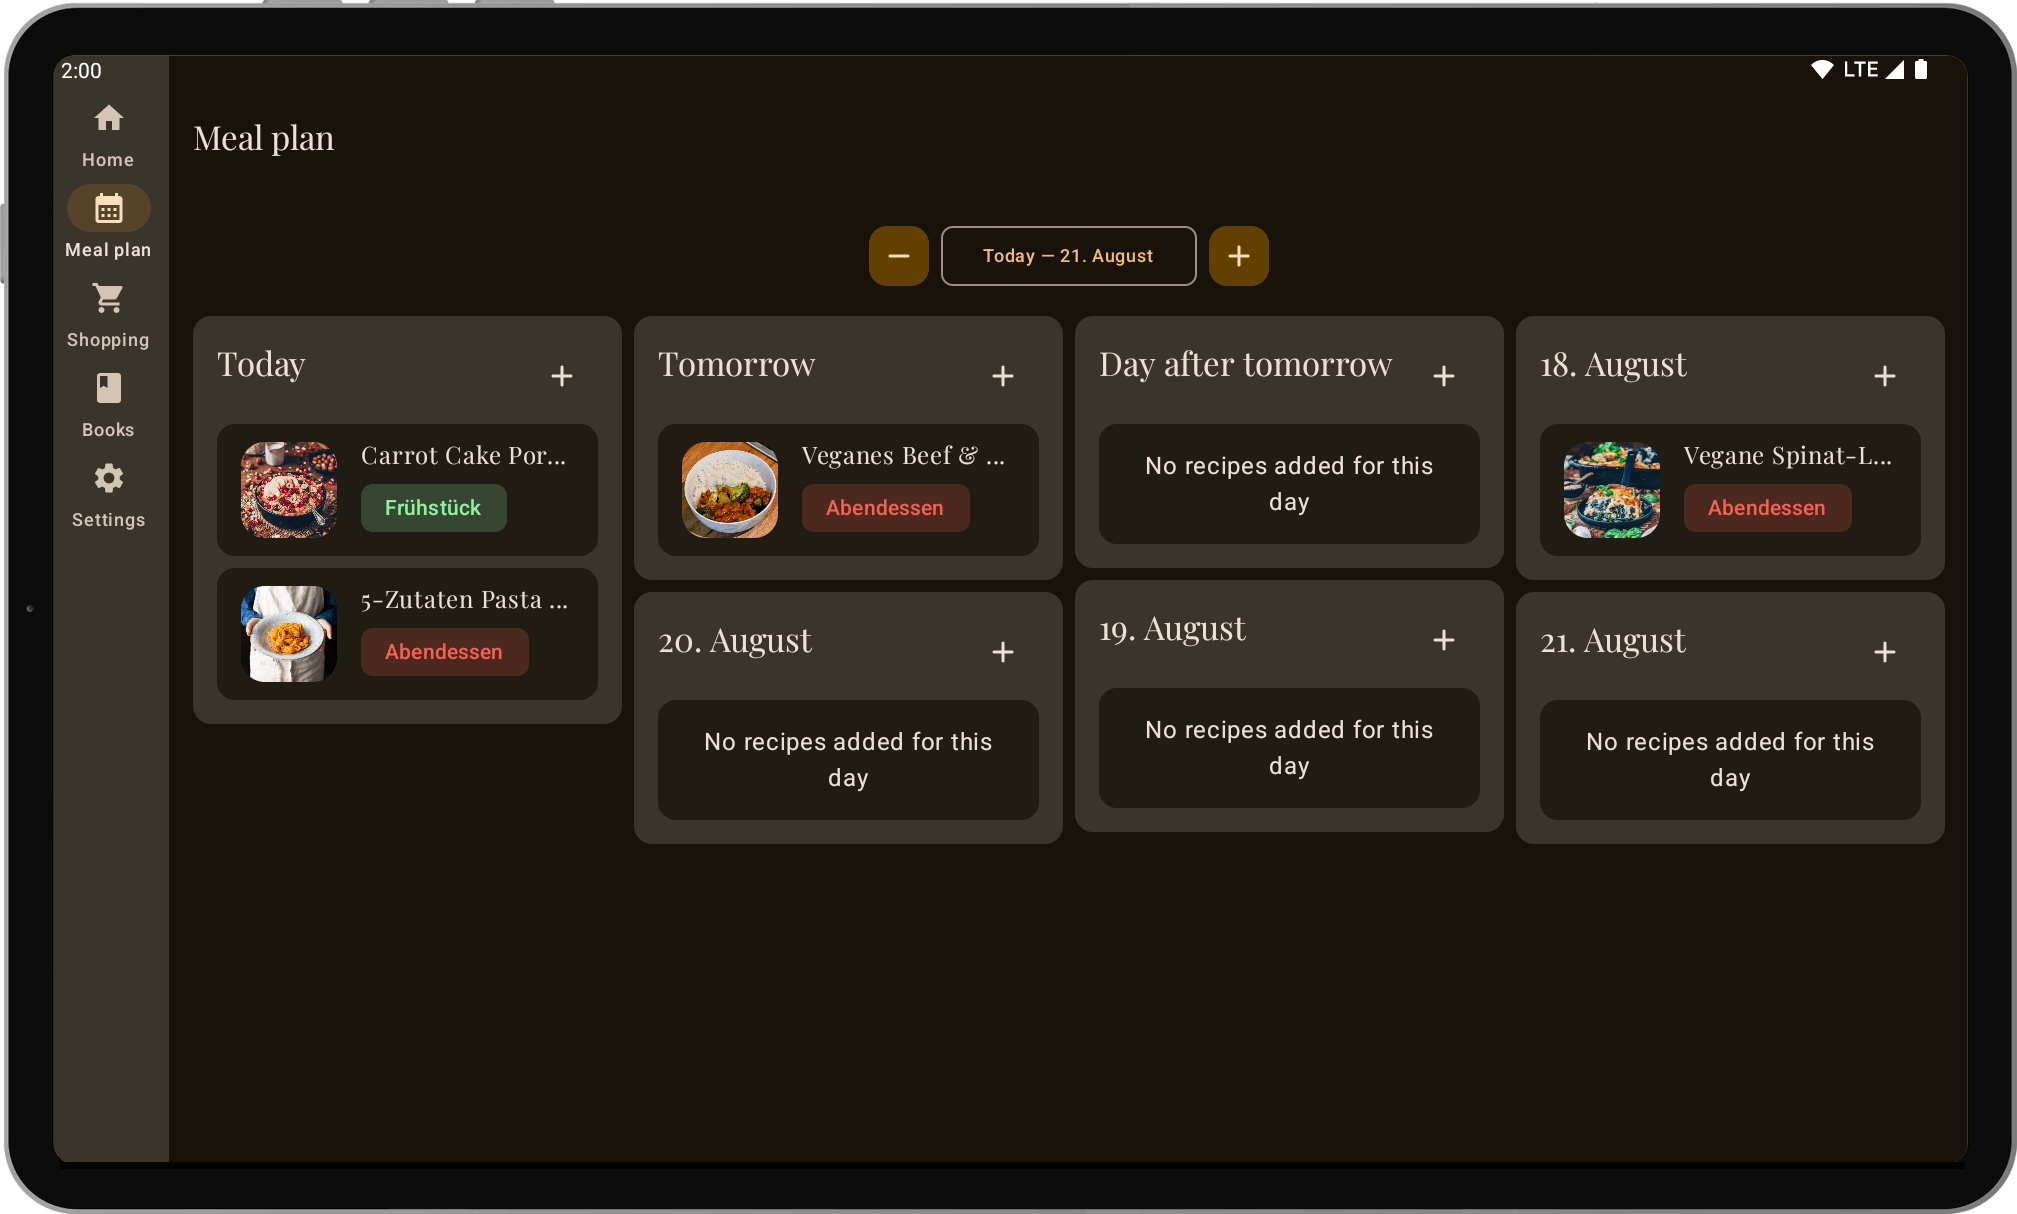 2:00
LTE
Home
Meal plan
Shopping
Books
Settings
Meal plan
Today — 21. August
Today
Carrot Cake Por...
Frühstück
5-Zutaten Pasta ...
Abendessen
Tomorrow
Veganes Beef & ...
Abendessen
Day after tomorrow
No recipes added for this
day
18. August
Vegane Spinat-L...
Abendessen
20. August
No recipes added for this
day
19. August
No recipes added for this
day
21. August
No recipes added for this
day